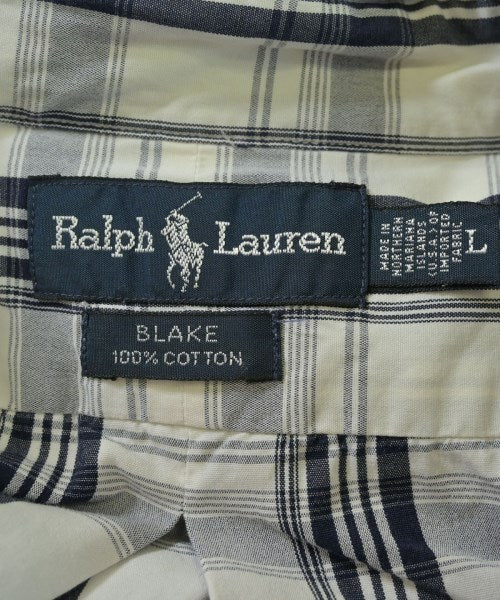 Ralph Lauren
MADE IN
NORTHERN
MARIANA
ISLANDS
(U.S.A.) OF
IMPORTED
FABRIC
L
BLAKE
100% COTTON